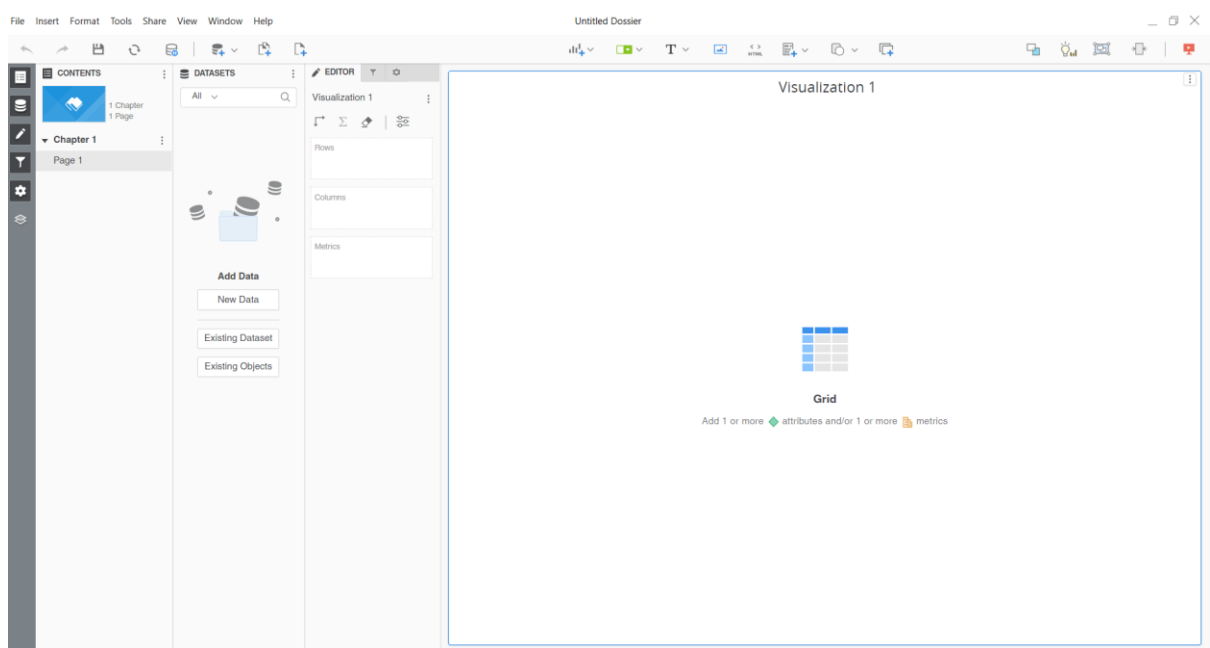 File Insert Format Tools Share View Window Help
Untitled Dossier
T
HTML
CONTENTS
1 Chapter
1 Page
Chapter 1
Page 1
DATASETS
All
Add Data
New Data
Existing Dataset
Existing Objects
EDITOR
Visualization 1
Rows
Columns
Metrics
Visualization 1
Grid
Add 1 or more attributes and/or 1 or more metrics